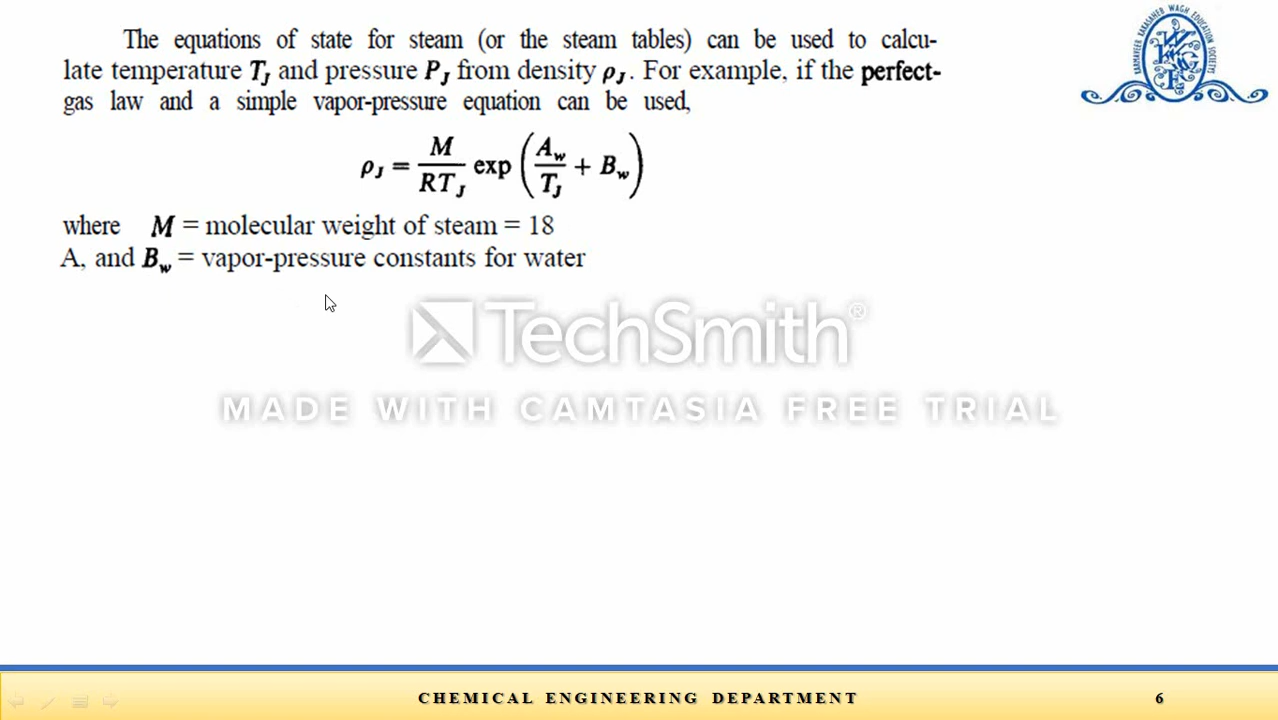 The equations of state for steam (or the steam tables) can be used to calcu-
late temperature T_J and pressure P_J from density ρ_J. For example, if the perfect-
gas law and a simple vapor-pressure equation can be used,
ρ_J = M/RT_J exp (A_w/T_J + B_w)
where M = molecular weight of steam = 18
A, and B_w = vapor-pressure constants for water
TechSmith®
MADE WITH CAMTASIA FREE TRIAL
CHEMICAL ENGINEERING DEPARTMENT 6